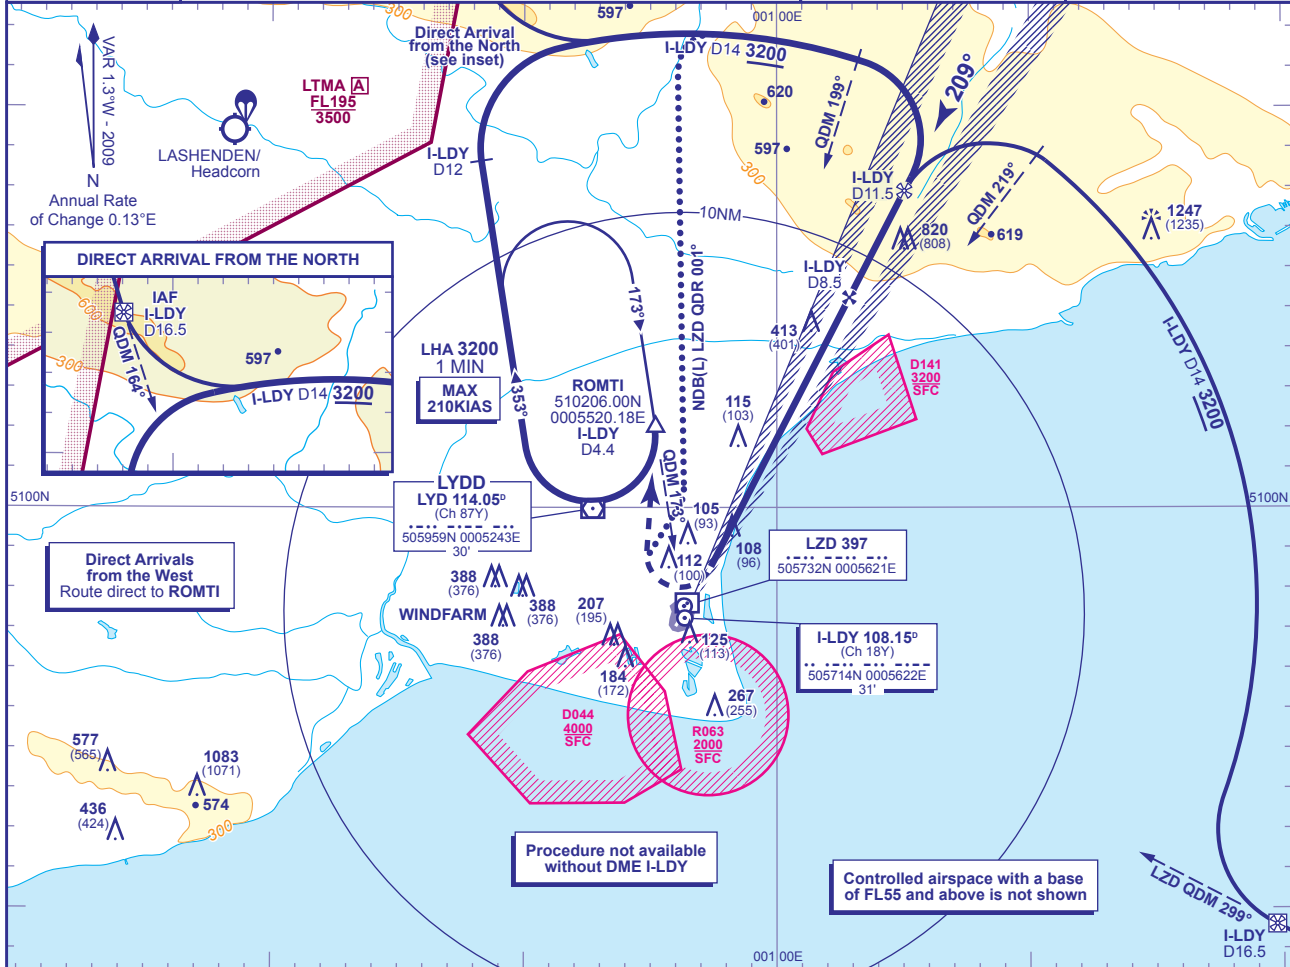 300
597
00100E
Direct Arrival
from the North
(see inset)
I-LDY D14 3200
209°
VAR 1.3°W - 2009
N
Annual Rate
of Change 0.13°E
LTMA A
FL195
3500
LASHENDEN/
Headcorn
I-LDY
D12
620
QDM 199°
597
300
I-LDY
D11.5
QDM 219°
820
(808)
619
1247
(1235)
10NM
DIRECT ARRIVAL FROM THE NORTH
600
IAF
I-LDY
D16.5
QDM 164°
597
300
I-LDY D14 3200
173°
NDB(L) LZD QDR 001°
I-LDY
D8.5
413
(401)
I-LDY D14 3200
LHA 3200
1 MIN
MAX
210KIAS
353°
ROMTI
510206.00N
0005520.18E
I-LDY
D4.4
D141
3200
SFC
115
(103)
QDM 173°
5100N
5100N
LYDD
LYD 114.05ᴰ
(Ch 87Y)
505959N 0005243E
30'
105
(93)
108
(96)
112
(100)
LZD 397
505732N 0005621E
Direct Arrivals
from the West
Route direct to ROMTI
388
(376)
388
(376)
WINDFARM
388
(376)
207
(195)
125
(113)
I-LDY 108.15ᴰ
(Ch 18Y)
505714N 0005622E
31'
184
(172)
267
(255)
D044
4000
SFC
R063
2000
SFC
577
(565)
1083
(1071)
574
436
(424)
300
Procedure not available
without DME I-LDY
Controlled airspace with a base
of FL55 and above is not shown
LZD QDM 299°
I-LDY
D16.5
00100E